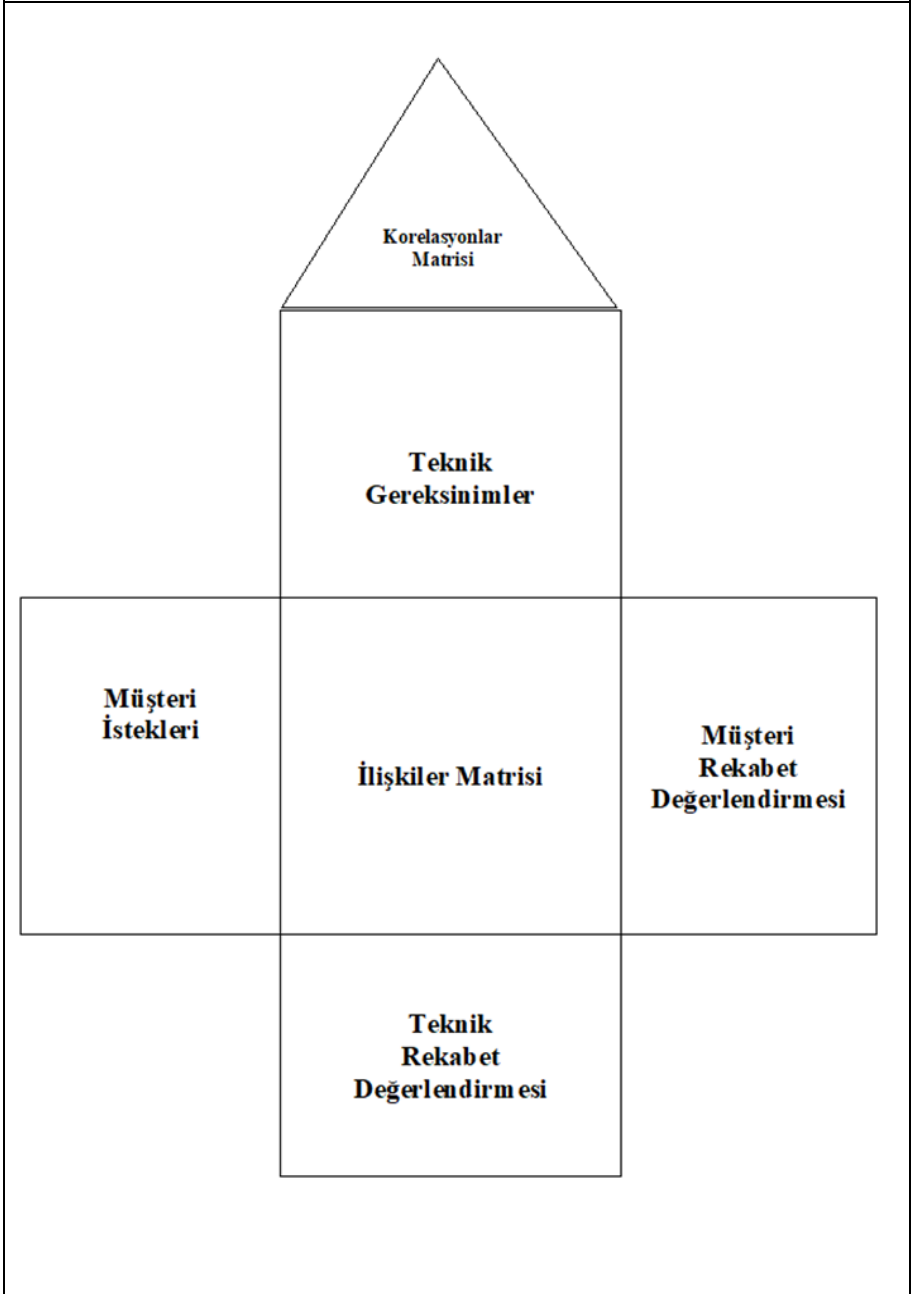 Korelasyonlar
Matrisi
Teknik
Gereksinimler
Müşteri
İstekleri
İlişkiler Matrisi
Müşteri
Rekabet
Değerlendirmesi
Teknik
Rekabet
Değerlendirmesi